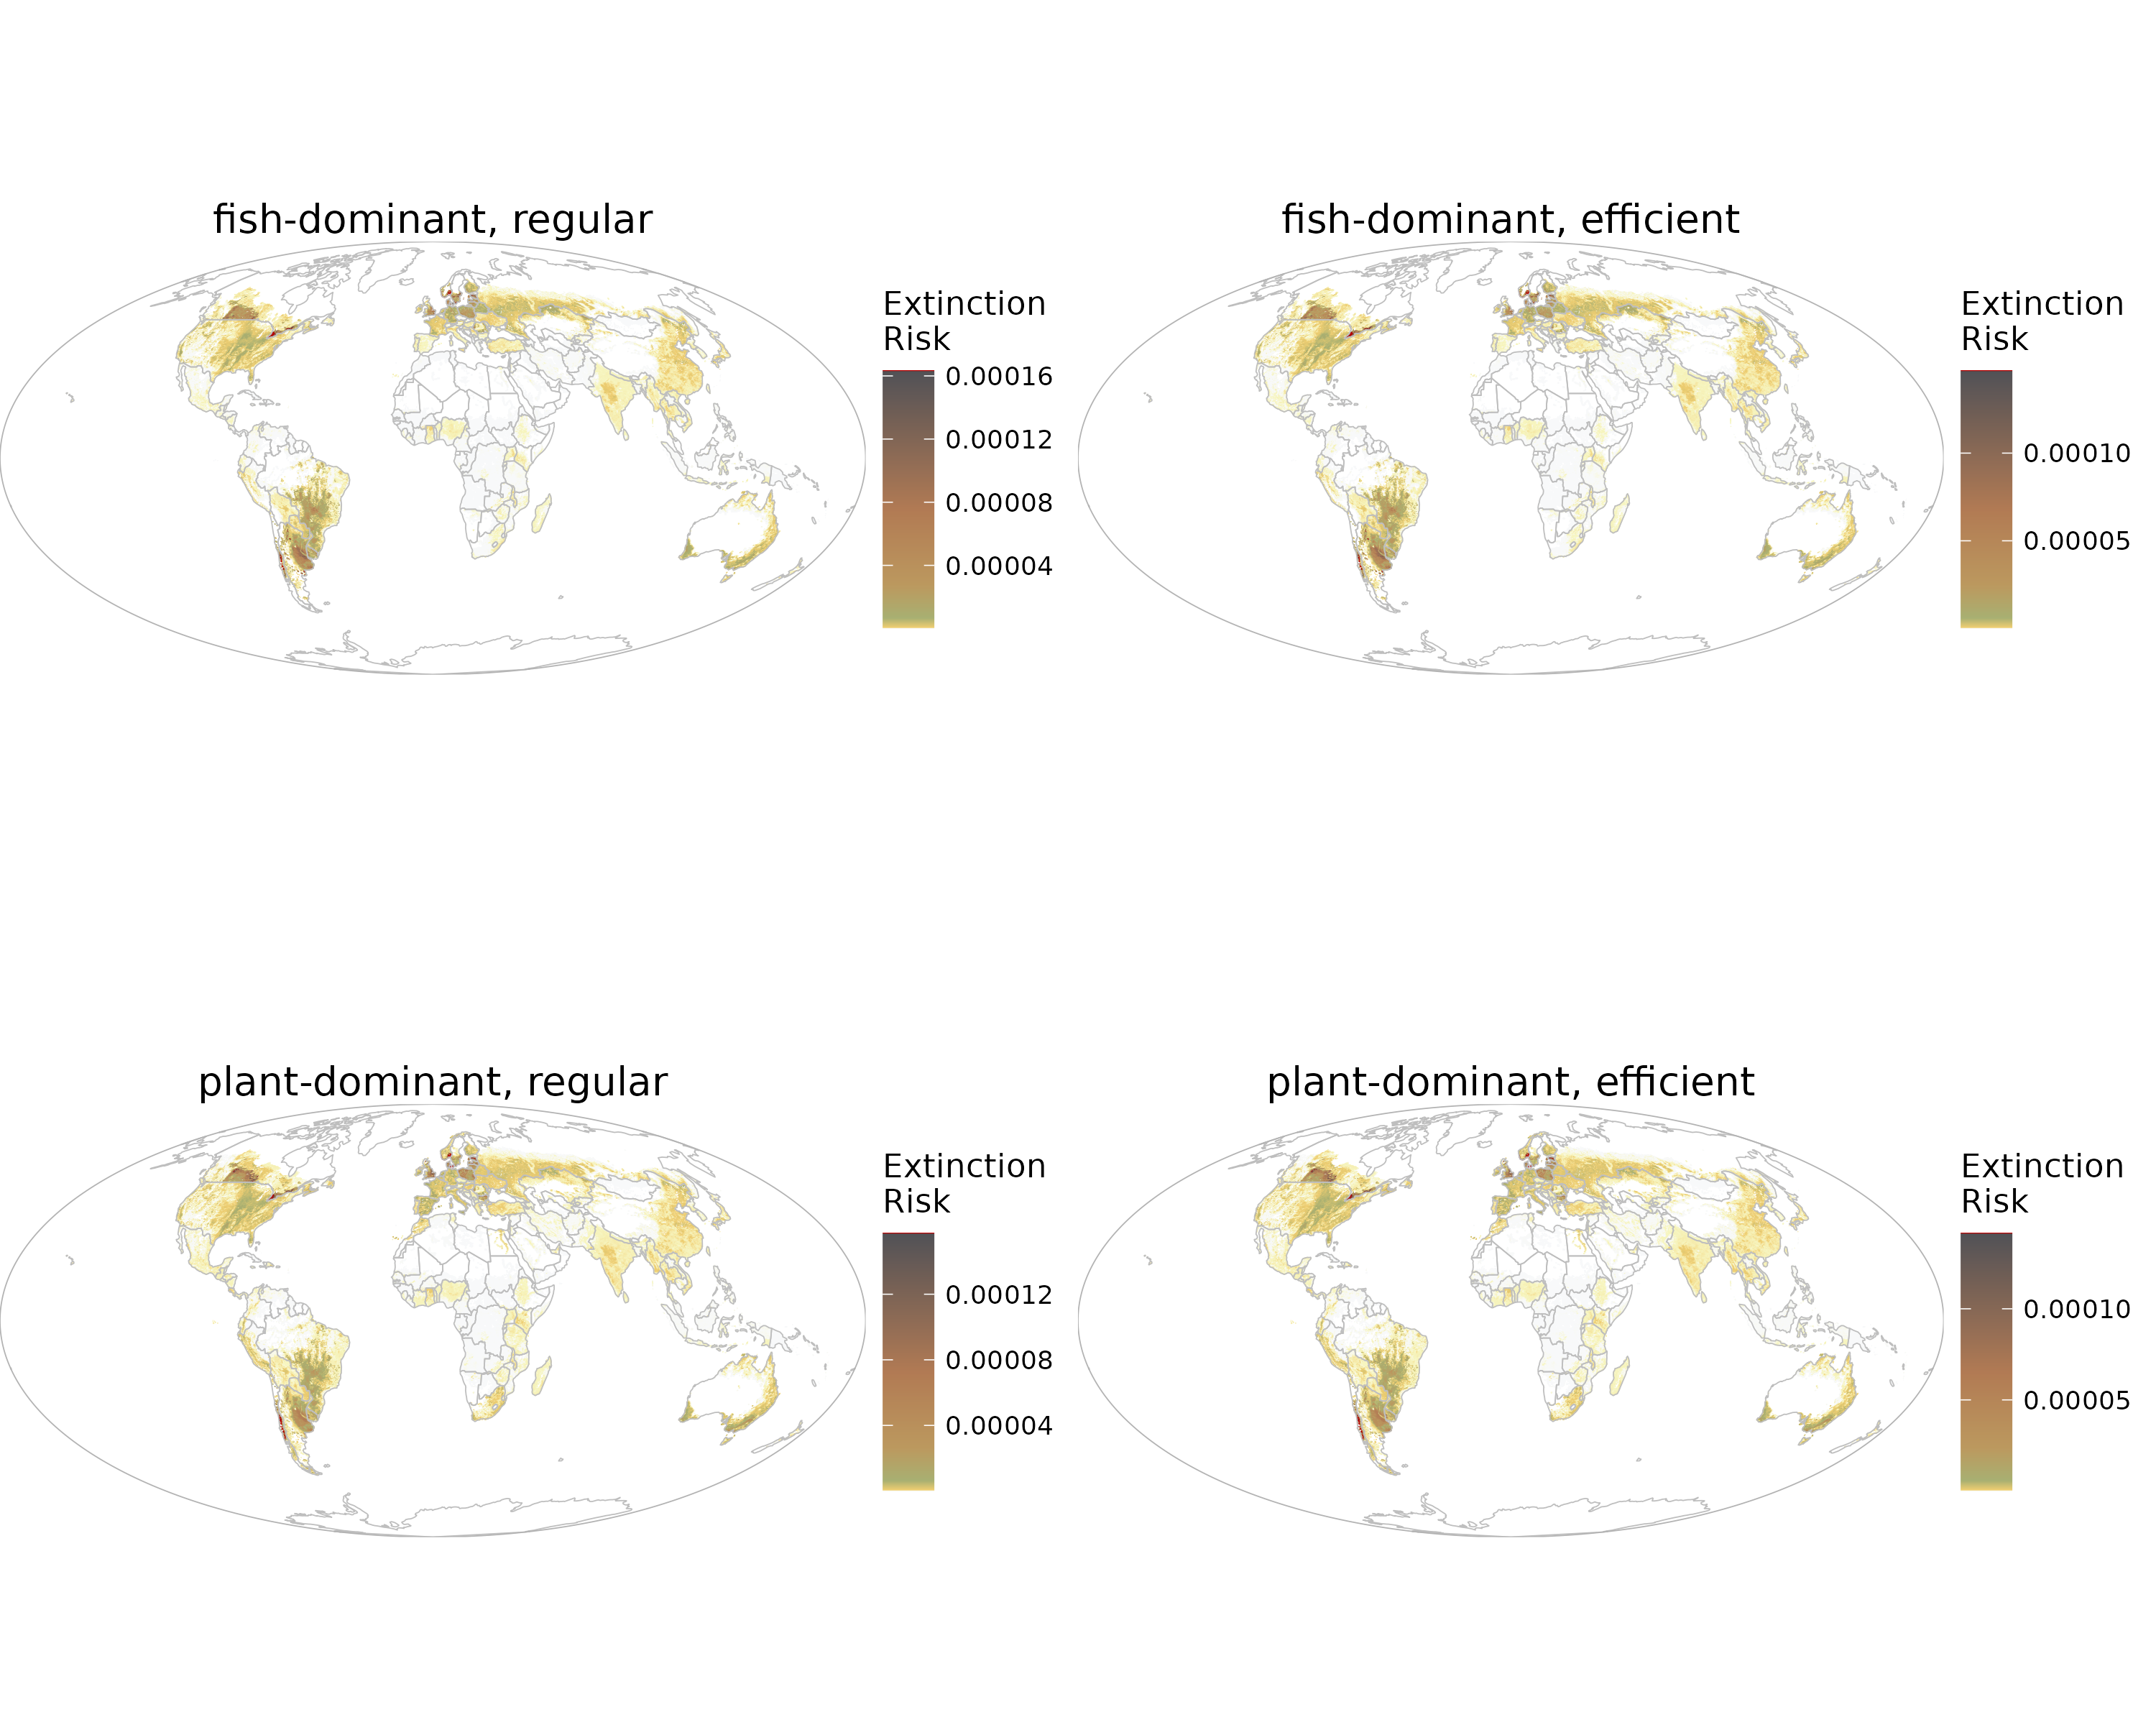 fish-dominant, regular
Extinction
Risk
0.00016
0.00012
0.00008
0.00004
fish-dominant, efficient
Extinction
Risk
0.00010
0.00005
plant-dominant, regular
Extinction
Risk
0.00012
0.00008
0.00004
plant-dominant, efficient
Extinction
Risk
0.00010
0.00005